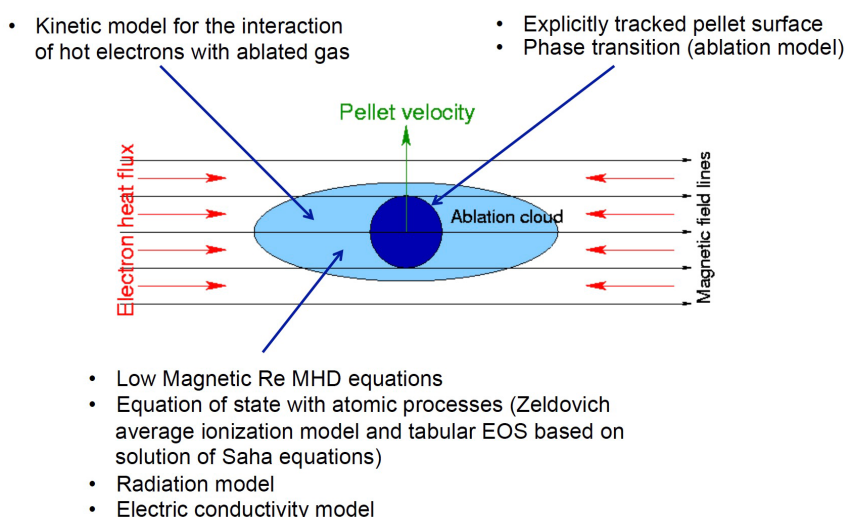 • Kinetic model for the interaction
of hot electrons with ablated gas
• Explicitly tracked pellet surface
• Phase transition (ablation model)
Pellet velocity
Electron heat flux
Ablation cloud
Magnetic field lines
• Low Magnetic Re MHD equations
• Equation of state with atomic processes (Zeldovich
average ionization model and tabular EOS based on
solution of Saha equations)
• Radiation model
• Electric conductivity model